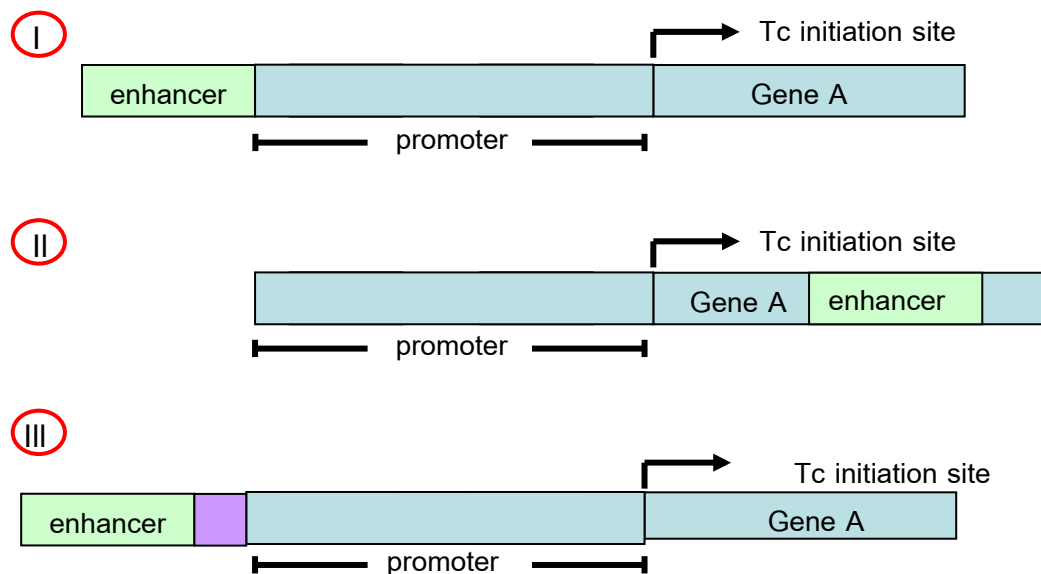 I
Tc initiation site
enhancer
Gene A
promoter
II
Tc initiation site
Gene A
enhancer
promoter
III
Tc initiation site
enhancer
Gene A
promoter